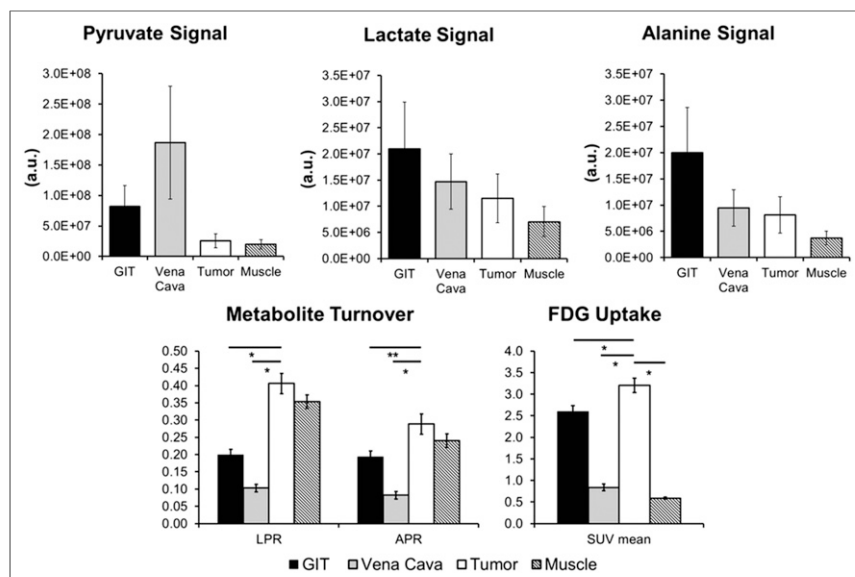 Pyruvate Signal
3.0E+08
2.5E+08
2.0E+08
1.5E+08
1.0E+08
5.0E+07
0.0E+00
(a.u.)
GIT Vena Cava Tumor Muscle
Lactate Signal
3.5E+07
3.0E+07
2.5E+07
2.0E+07
1.5E+07
1.0E+07
5.0E+06
0.0E+00
(a.u.)
GIT Vena Cava Tumor Muscle
Alanine Signal
3.5E+07
3.0E+07
2.5E+07
2.0E+07
1.5E+07
1.0E+07
5.0E+06
0.0E+00
(a.u.)
GIT Vena Cava Tumor Muscle
Metabolite Turnover
0.50
0.45
0.40
0.35
0.30
0.25
0.20
0.15
0.10
0.05
0.00
*
*
**
*
LPR APR
FDG Uptake
4.0
3.5
3.0
2.5
2.0
1.5
1.0
0.5
0.0
*
*
*
SUV mean
GIT Vena Cava Tumor Muscle